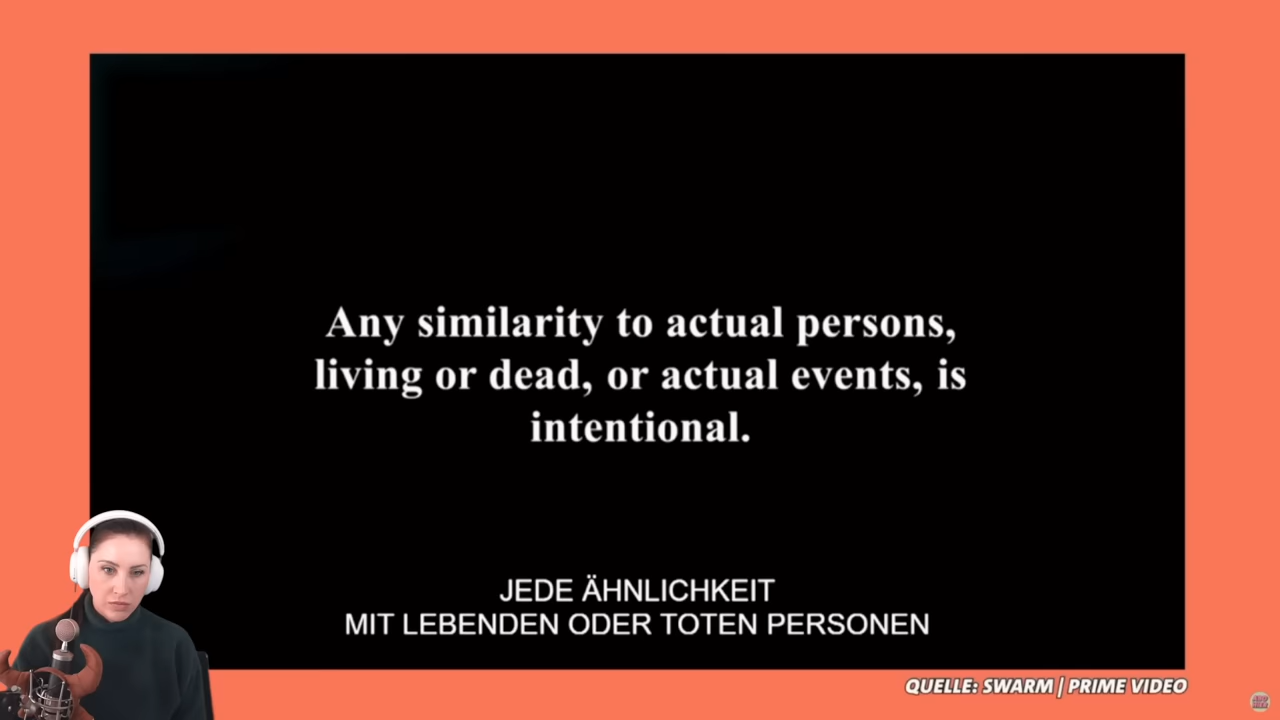 Any similarity to actual persons,
living or dead, or actual events, is
intentional.
JEDE ÄHNLICHKEIT
MIT LEBENDEN ODER TOTEN PERSONEN
QUELLE: SWARM | PRIME VIDEO